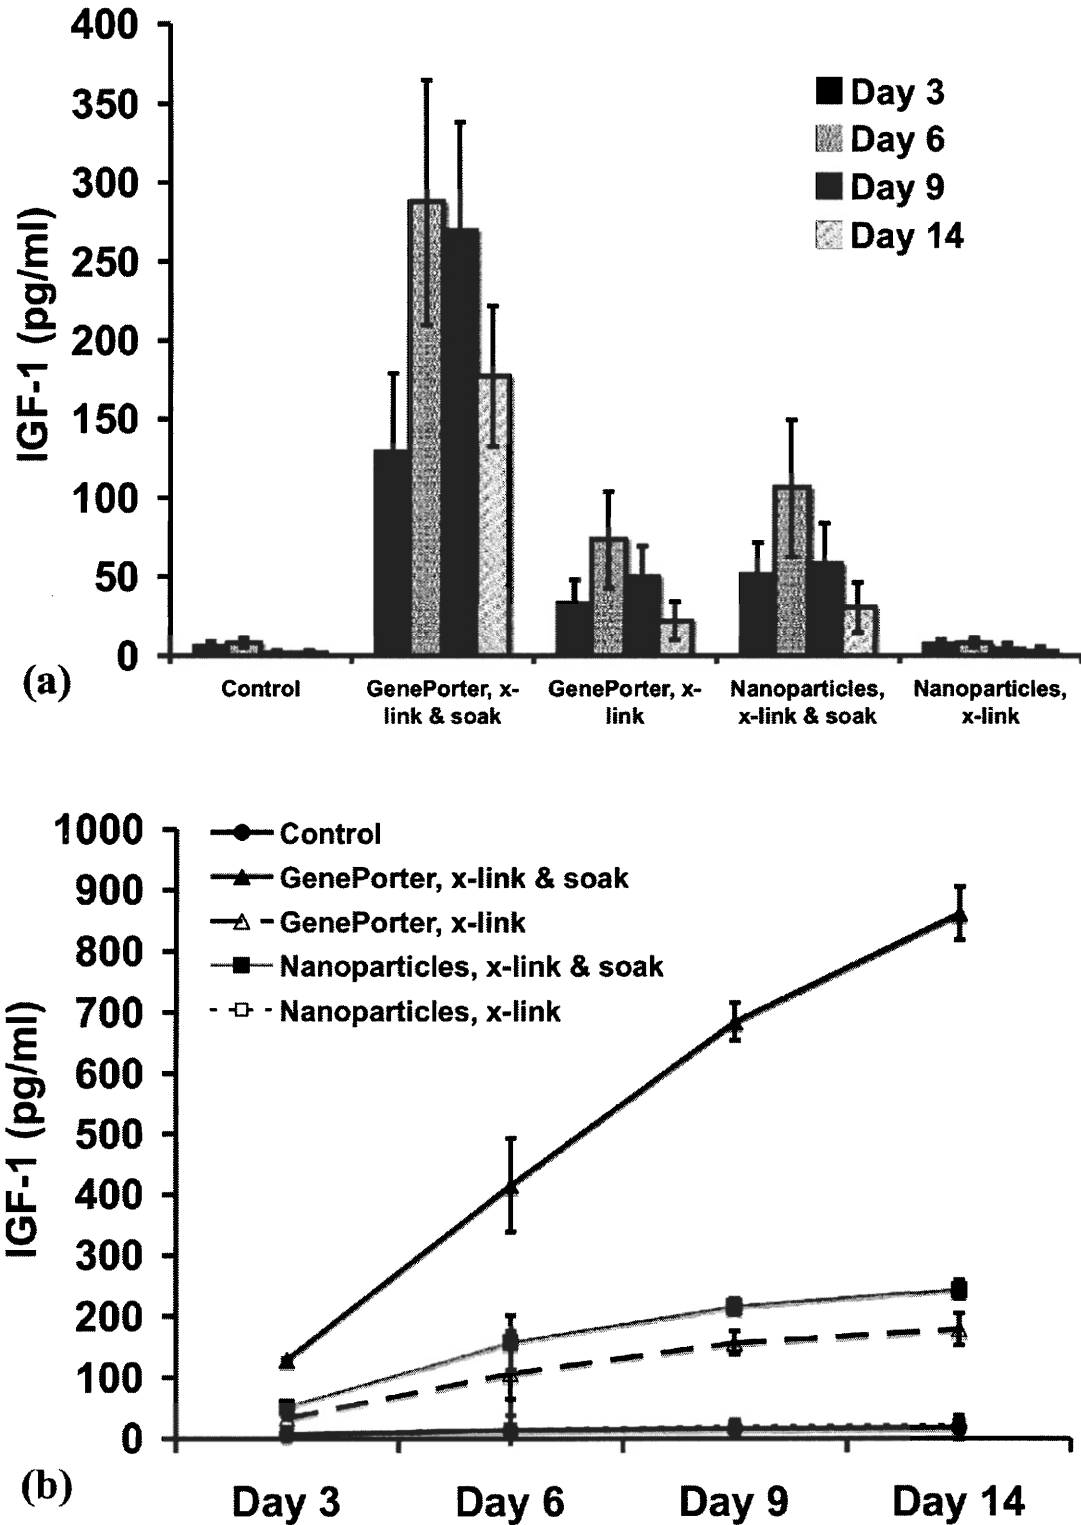 400
350
300
250
200
150
100
50
0
IGF-1 (pg/ml)
Day 3
Day 6
Day 9
Day 14
(a)
Control
GenePorter, x-
link & soak
GenePorter, x-
link
Nanoparticles,
x-link & soak
Nanoparticles,
x-link
1000
900
800
700
600
500
400
300
200
100
0
IGF-1 (pg/ml)
Control
GenePorter, x-link & soak
GenePorter, x-link
Nanoparticles, x-link & soak
Nanoparticles, x-link
(b)
Day 3
Day 6
Day 9
Day 14